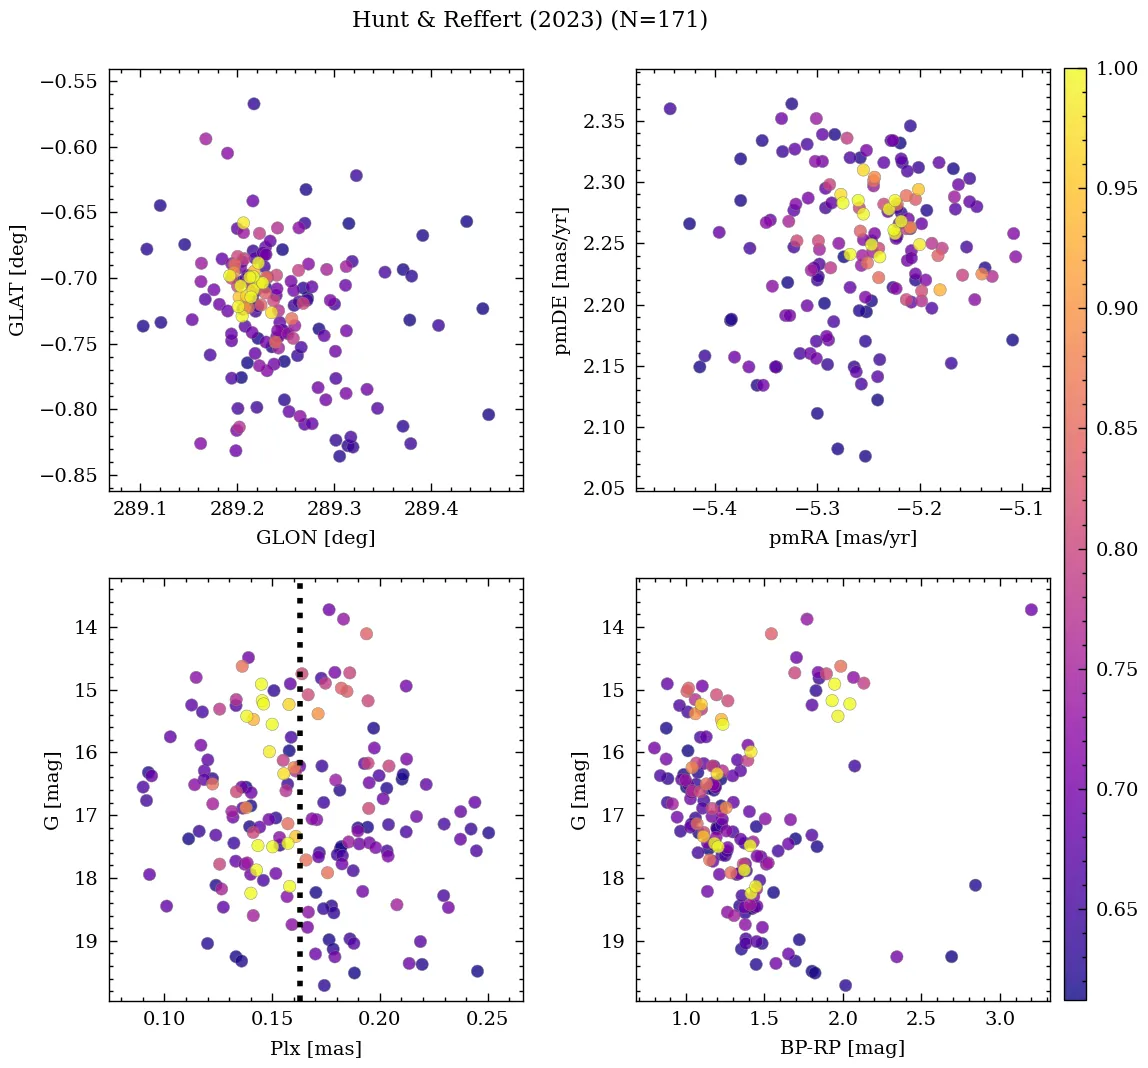 Hunt & Reffert (2023) (N=171)
−0.55
−0.60
−0.65
−0.70
−0.75
−0.80
−0.85
GLAT [deg]
289.1 289.2 289.3 289.4
GLON [deg]
2.35
2.30
2.25
2.20
2.15
2.10
2.05
pmDE [mas/yr]
−5.4 −5.3 −5.2 −5.1
pmRA [mas/yr]
14
15
16
17
18
19
G [mag]
0.10 0.15 0.20 0.25
Plx [mas]
14
15
16
17
18
19
G [mag]
1.0 1.5 2.0 2.5 3.0
BP-RP [mag]
1.00
0.95
0.90
0.85
0.80
0.75
0.70
0.65